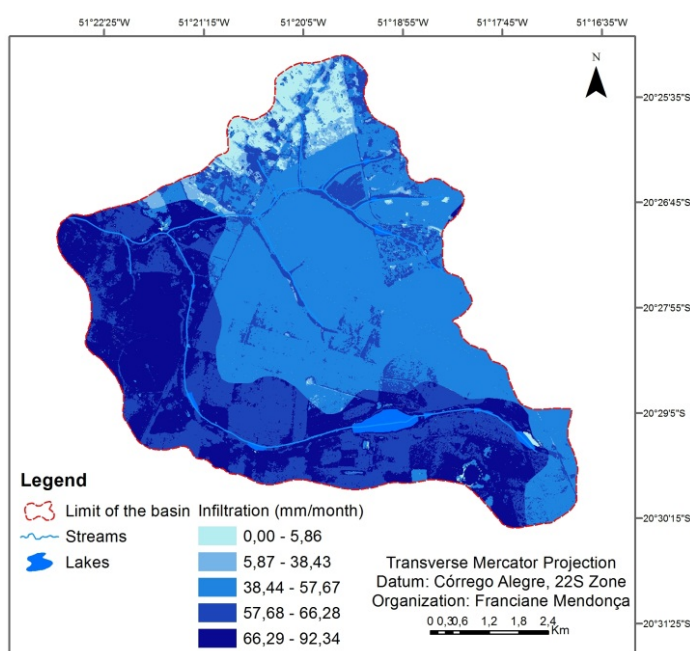 51°22'25"W 51°21'15"W 51°20'5"W 51°18'55"W 51°17'45"W 51°16'35"W
N
20°25'35"S
20°26'45"S
20°27'55"S
20°29'5"S
20°30'15"S
20°31'25"S
Legend
Limit of the basin
Streams
Lakes
Infiltration (mm/month)
0,00 - 5,86
5,87 - 38,43
38,44 - 57,67
57,68 - 66,28
66,29 - 92,34
Transverse Mercator Projection
Datum: Córrego Alegre, 22S Zone
Organization: Franciane Mendonça
0 0,30,6 1,2 1,8 2,4
Km